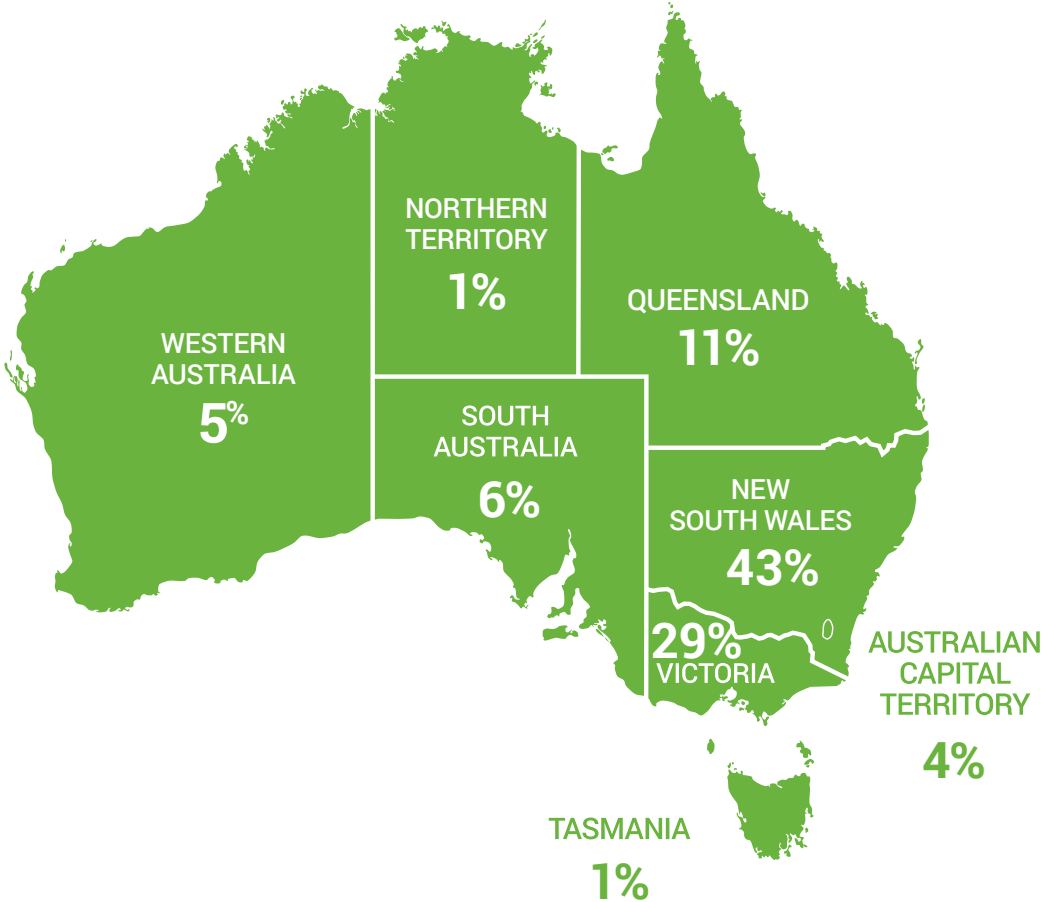 NORTHERN
TERRITORY
1%
QUEENSLAND
11%
WESTERN
AUSTRALIA
5%
SOUTH
AUSTRALIA
6%
NEW
SOUTH WALES
43%
29%
VICTORIA
AUSTRALIAN
CAPITAL
TERRITORY
4%
TASMANIA
1%